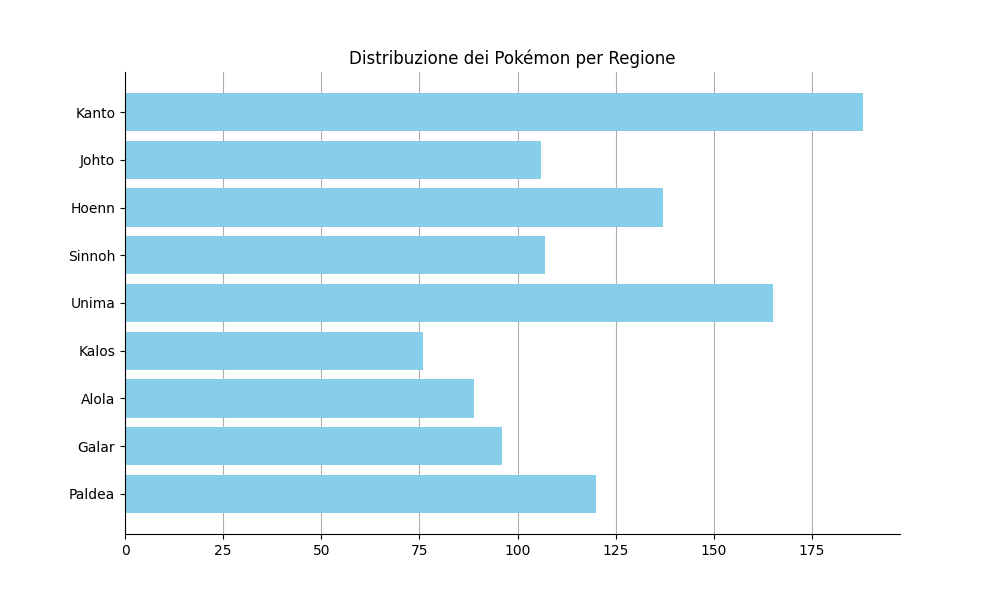 Distribuzione dei Pokémon per Regione
Kanto
Johto
Hoenn
Sinnoh
Unima
Kalos
Alola
Galar
Paldea
0 25 50 75 100 125 150 175